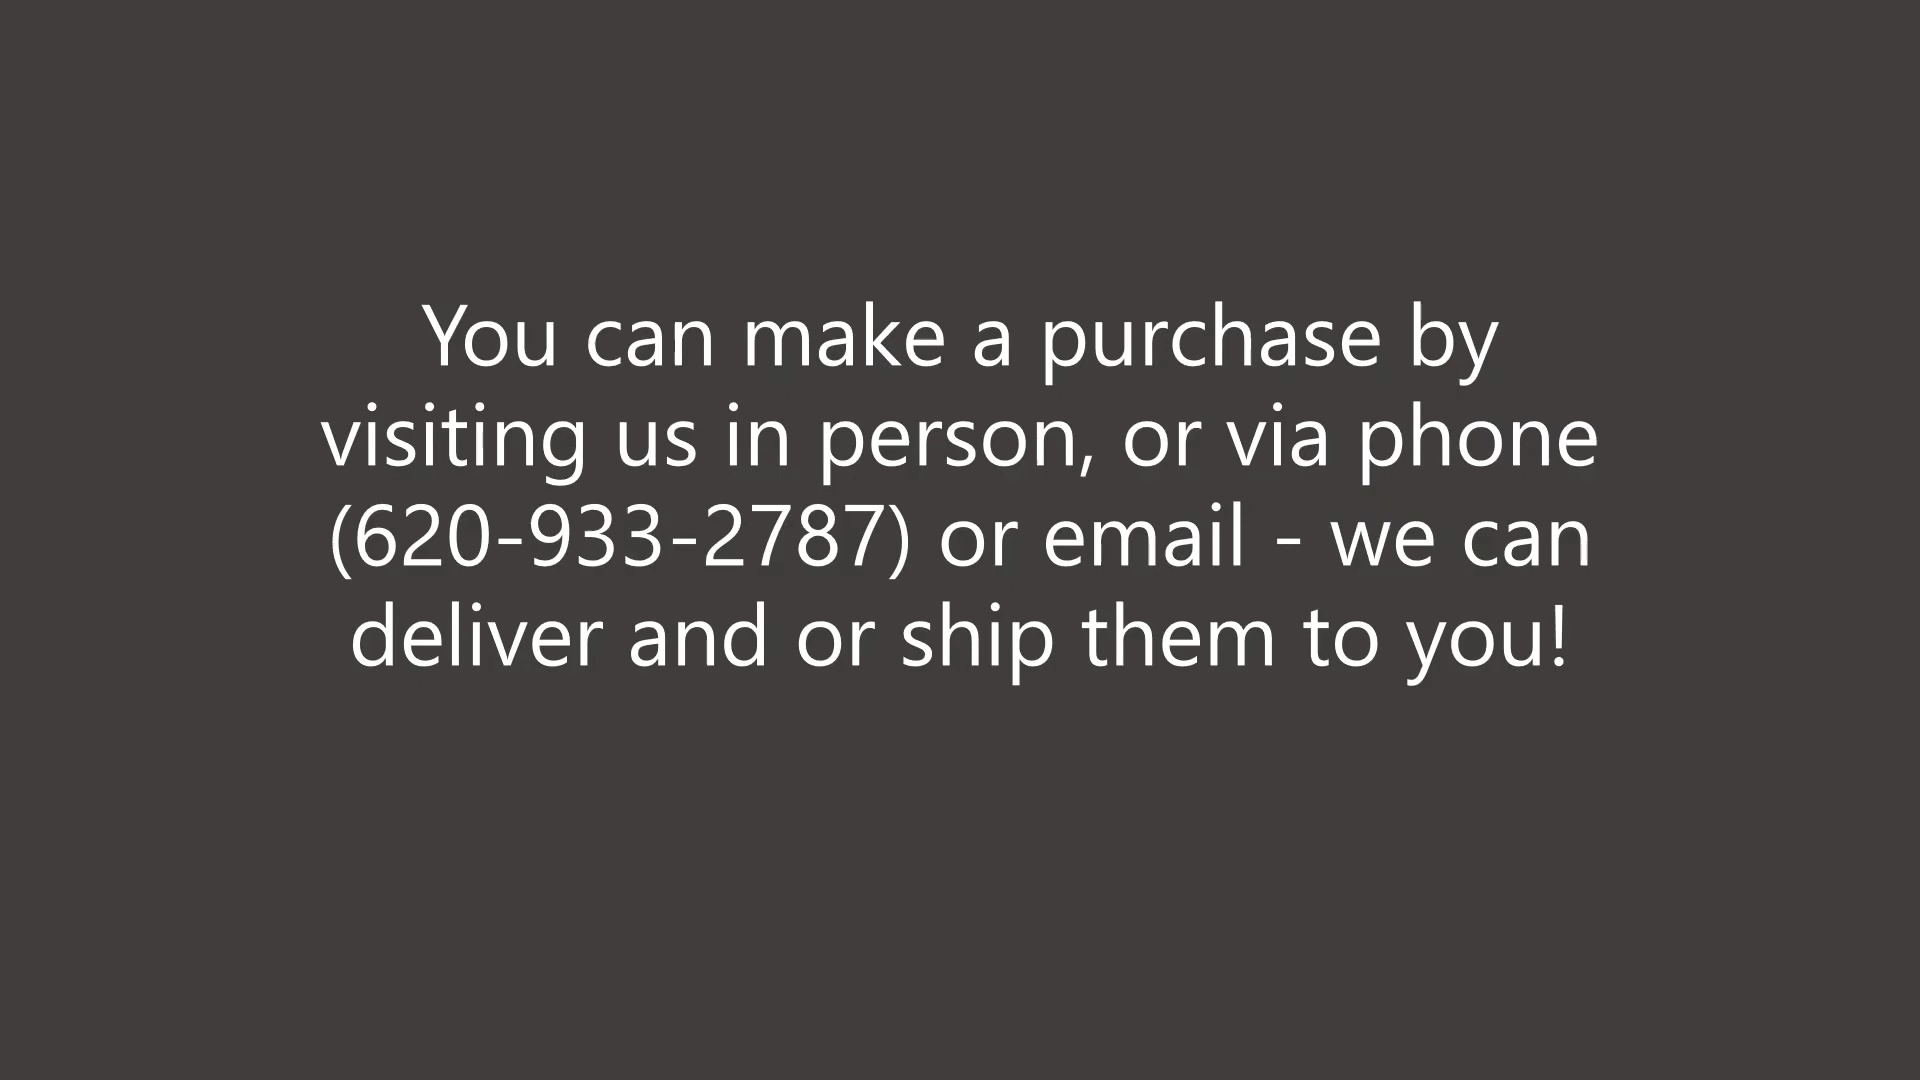 You can make a purchase by
visiting us in person, or via phone
(620-933-2787) or email - we can
deliver and or ship them to you!